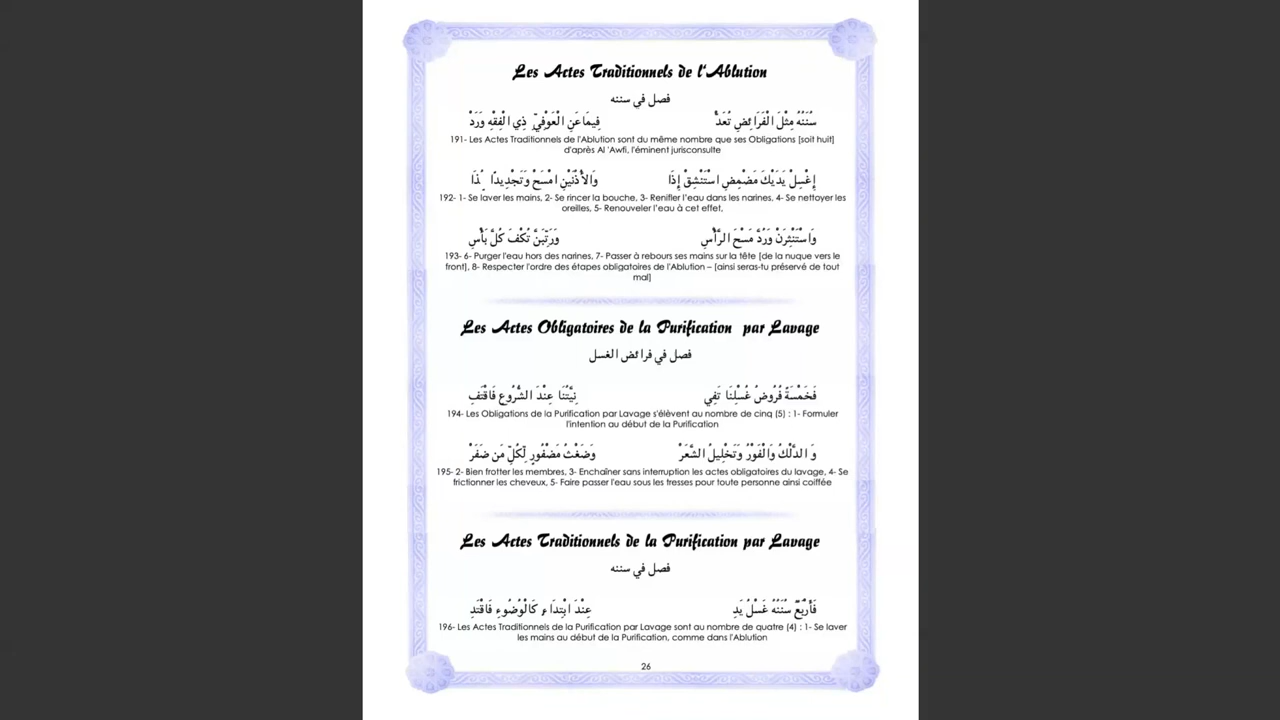 Les Actes Traditionnels de l'Ablution
فصل في سننه
سُنَنُهُ مِثْلَ الْفَرَائِضِ تُعَدُّ فِيمَا عَنِ الْعَوْفِيِّ ذِي الْفِقْهِ وَرَدْ
191- Les Actes Traditionnels de l'Ablution sont du même nombre que ses Obligations [soit huit]
d'après Al 'Awfi, l'éminent jurisconsulte
إِغْسِلْ يَدَيْكَ مَضْمِضِ اسْتَنْشِقْ إِذَا وَالأُذْنَيْنِ امْسَحْ وَتَجْدِيدًا لِذَا
192- 1- Se laver les mains, 2- Se rincer la bouche, 3- Renifler l'eau dans les narines, 4- Se nettoyer les
oreilles, 5- Renouveler l'eau à cet effet,
وَاسْتَنْثِرَنْ وَرُدَّ مَسْحَ الرَّأْسِ وَرَتِّبَنَّ تُكْفَ كُلَّ بَأْسِ
193- 6- Purger l'eau hors des narines, 7- Passer à rebours ses mains sur la tête [de la nuque vers le
front], 8- Respecter l'ordre des étapes obligatoires de l'Ablution – [ainsi seras-tu préservé de tout
mal]
Les Actes Obligatoires de la Purification par Lavage
فصل في فرائض الغسل
فَخَمْسَةٌ فُرُوضُ غُسْلِنَا تَفِي نِيَّتُنَا عِنْدَ الشُّرُوعِ فَاقْتَفِ
194- Les Obligations de la Purification par Lavage s'élèvent au nombre de cinq (5) : 1- Formuler
l'intention au début de la Purification
وَ الدَّلْكُ وَالْفَوْرُ وَتَخْلِيلُ الشَّعَرْ وَضَغْثُ مَضْفُورٍ لِّكُلِّ مَن ضَفَرْ
195- 2- Bien frotter les membres, 3- Enchaîner sans interruption les actes obligatoires du lavage, 4- Se
frictionner les cheveux, 5- Faire passer l'eau sous les tresses pour toute personne ainsi coiffée
Les Actes Traditionnels de la Purification par Lavage
فصل في سننه
فَأَرْبَعٌ سُنَنُهُ غَسْلُ يَدِ عِنْدَ ابْتِدَاءٍ كَالْوُضُوءِ فَاقْتَدِ
196- Les Actes Traditionnels de la Purification par Lavage sont au nombre de quatre (4) : 1- Se laver
les mains au début de la Purification, comme dans l'Ablution
26